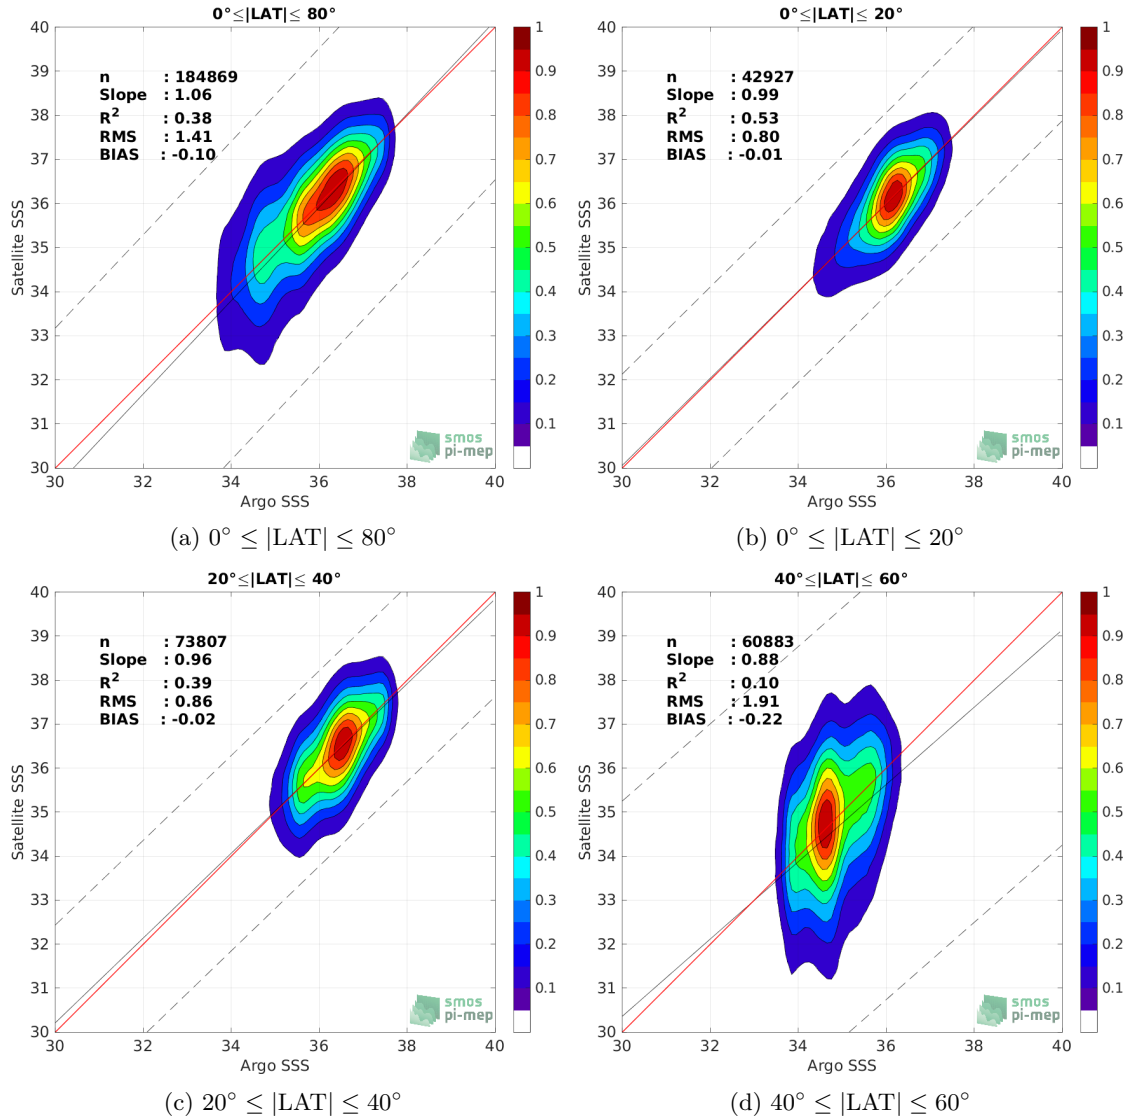 0°≤|LAT|≤ 80°
40
39
38
37
36
35
34
33
32
31
30
30
32
34
36
38
40
Satellite SSS
Argo SSS
n : 184869
Slope : 1.06
R² : 0.38
RMS : 1.41
BIAS : -0.10
1
0.9
0.8
0.7
0.6
0.5
0.4
0.3
0.2
0.1
smos
pi-mep
(a) 0° ≤ |LAT| ≤ 80°
0°≤|LAT|≤ 20°
40
39
38
37
36
35
34
33
32
31
30
30
32
34
36
38
40
Satellite SSS
Argo SSS
n : 42927
Slope : 0.99
R² : 0.53
RMS : 0.80
BIAS : -0.01
1
0.9
0.8
0.7
0.6
0.5
0.4
0.3
0.2
0.1
smos
pi-mep
(b) 0° ≤ |LAT| ≤ 20°
20°≤|LAT|≤ 40°
40
39
38
37
36
35
34
33
32
31
30
30
32
34
36
38
40
Satellite SSS
Argo SSS
n : 73807
Slope : 0.96
R² : 0.39
RMS : 0.86
BIAS : -0.02
1
0.9
0.8
0.7
0.6
0.5
0.4
0.3
0.2
0.1
smos
pi-mep
(c) 20° ≤ |LAT| ≤ 40°
40°≤|LAT|≤ 60°
40
39
38
37
36
35
34
33
32
31
30
30
32
34
36
38
40
Satellite SSS
Argo SSS
n : 60883
Slope : 0.88
R² : 0.10
RMS : 1.91
BIAS : -0.22
1
0.9
0.8
0.7
0.6
0.5
0.4
0.3
0.2
0.1
smos
pi-mep
(d) 40° ≤ |LAT| ≤ 60°